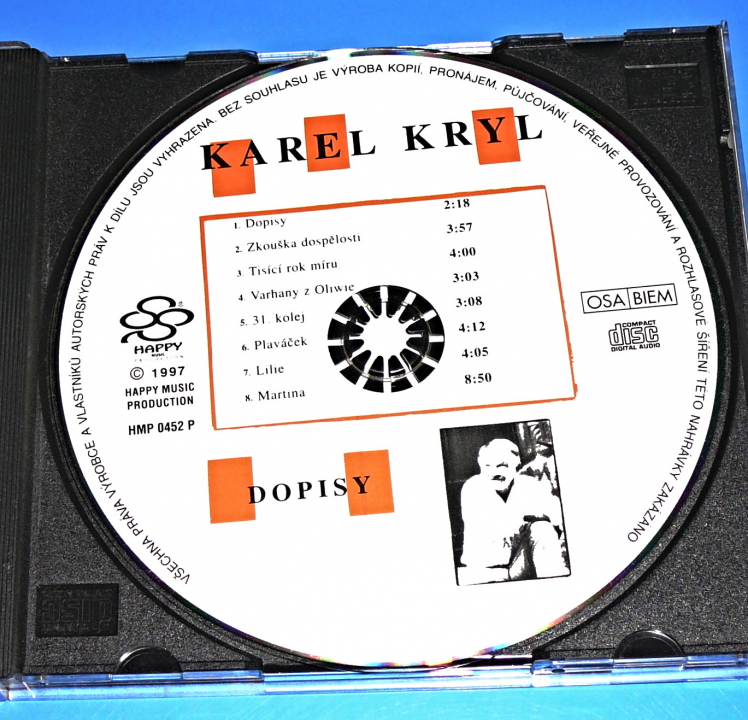 VŠECHNA PRÁVA VÝROBCE A VLASTNÍKŮ AUTORSKÝCH PRÁV K DÍLU JSOU VYHRAZENA. BEZ SOUHLASU JE VÝROBA KOPIÍ, PRONÁJEM, PŮJČOVÁNÍ, VEŘEJNÉ PROVOZOVÁNÍ A ROZHLASOVÉ ŠÍŘENÍ TÉTO NAHRÁVKY ZAKÁZÁNO
KAREL KRYL
1. Dopisy 2:18
2. Zkouška dospělosti 3:57
3. Tisící rok míru 4:00
4. Varhany z Oliwie 3:03
5. 31. kolej 3:08
6. Plaváček 4:12
7. Lilie 4:05
8. Martina 8:50
HAPPY
MUSIC
PRODUCTION
© 1997
HAPPY MUSIC
PRODUCTION
HMP 0452 P
OSA BIEM
COMPACT
disc
DIGITAL AUDIO
DOPISY
disc